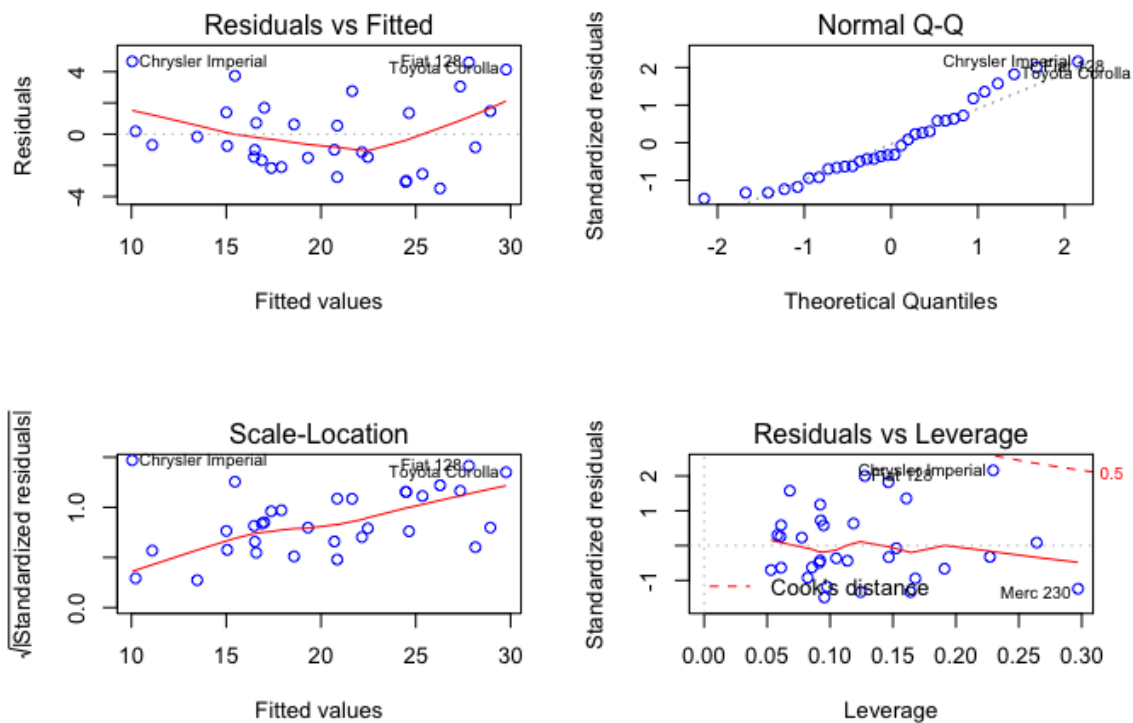 Residuals vs Fitted
Residuals
4
0
-4
Chrysler Imperial
Fiat 128
Toyota Corolla
10 15 20 25 30
Fitted values
Normal Q-Q
Standardized residuals
2
1
0
-1
Chrysler Imperial
Fiat 128
Toyota Corolla
-2 -1 0 1 2
Theoretical Quantiles
Scale-Location
√|Standardized residuals|
1.0
0.0
Chrysler Imperial
Fiat 128
Toyota Corolla
10 15 20 25 30
Fitted values
Residuals vs Leverage
Standardized residuals
2
1
-1
Chrysler Imperial
Fiat 128
0.5
Cook's distance
Merc 230
0.00 0.05 0.10 0.15 0.20 0.25 0.30
Leverage